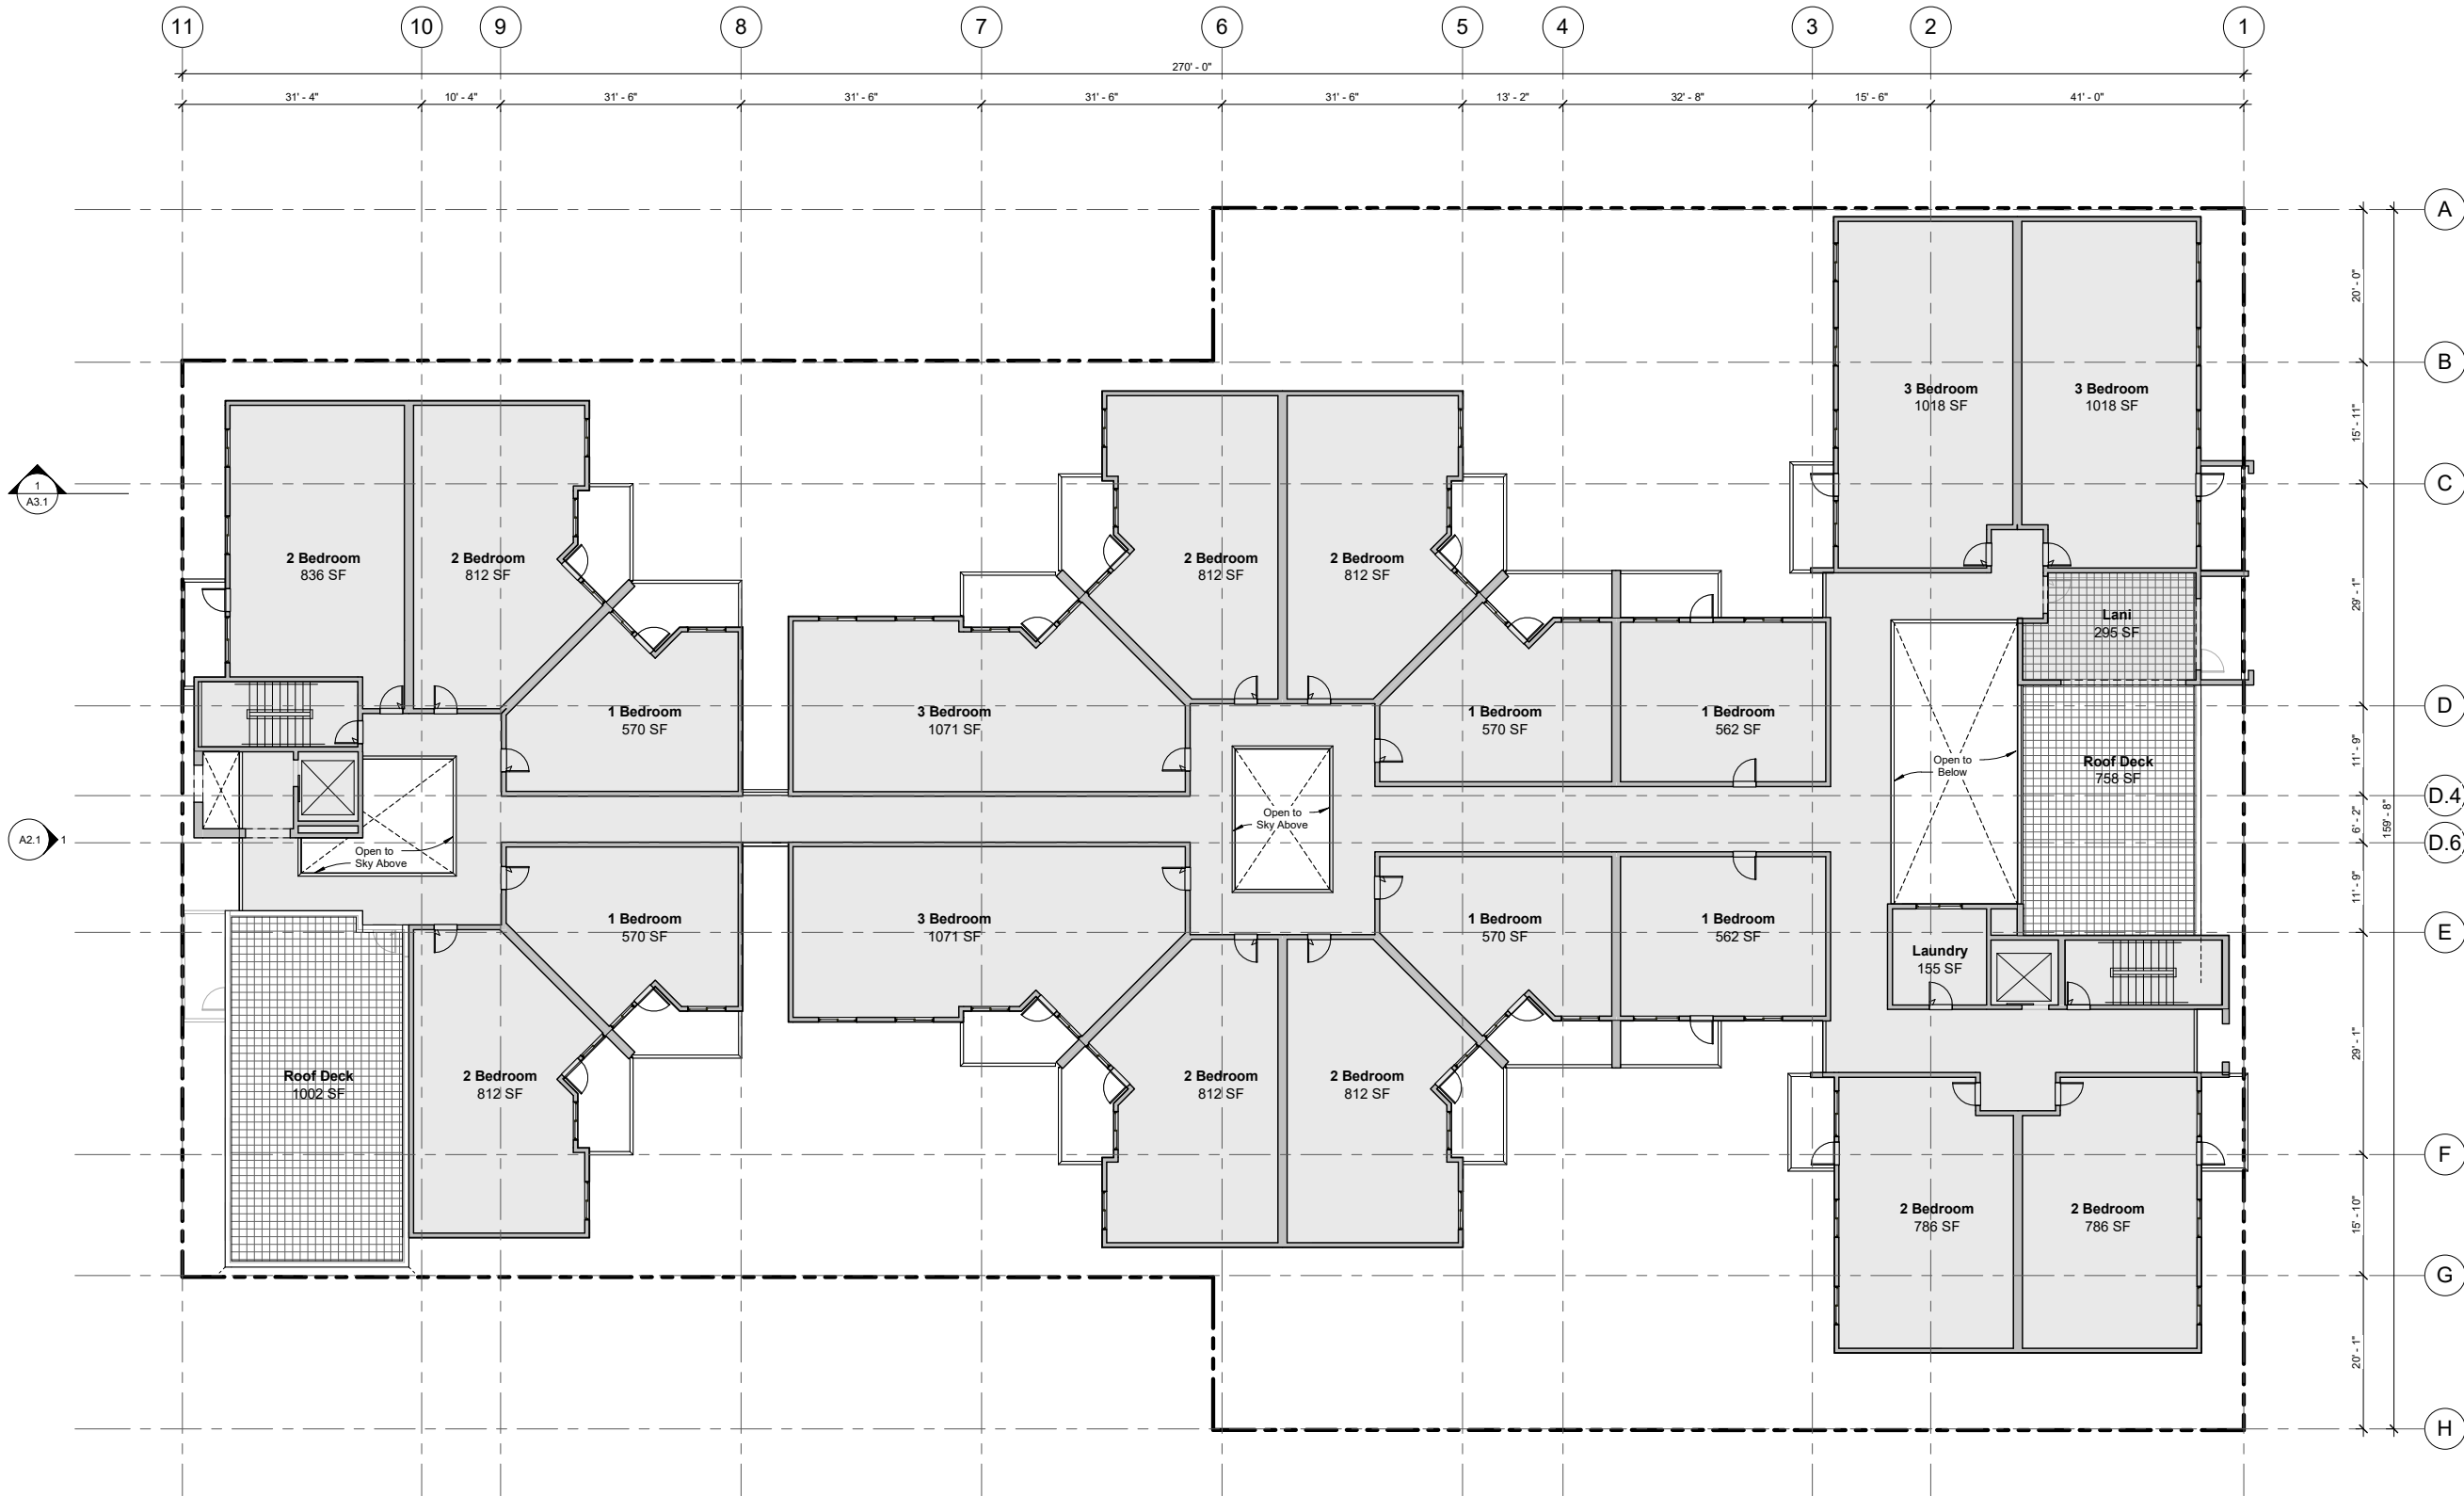 11
10
9
8
7
6
5
4
3
2
1
270' - 0"
31' - 4"
10' - 4"
31' - 6"
31' - 6"
31' - 6"
31' - 6"
13' - 2"
32' - 8"
15' - 6"
41' - 0"
A
20' - 0"
B
15' - 11"
C
29' - 1"
D
11' - 9"
D.4
6' - 2"
159' - 8"
D.6
11' - 9"
E
29' - 1"
F
15' - 10"
G
20' - 1"
H
1
A3.1
A2.1
1
3 Bedroom
1018 SF
3 Bedroom
1018 SF
2 Bedroom
836 SF
2 Bedroom
812 SF
2 Bedroom
812 SF
2 Bedroom
812 SF
Lani
295 SF
1 Bedroom
570 SF
3 Bedroom
1071 SF
1 Bedroom
570 SF
1 Bedroom
562 SF
Open to
Below
Roof Deck
758 SF
Open to
Sky Above
Open to
Sky Above
1 Bedroom
570 SF
3 Bedroom
1071 SF
1 Bedroom
570 SF
1 Bedroom
562 SF
Laundry
155 SF
Roof Deck
1002 SF
2 Bedroom
812 SF
2 Bedroom
812 SF
2 Bedroom
812 SF
2 Bedroom
786 SF
2 Bedroom
786 SF